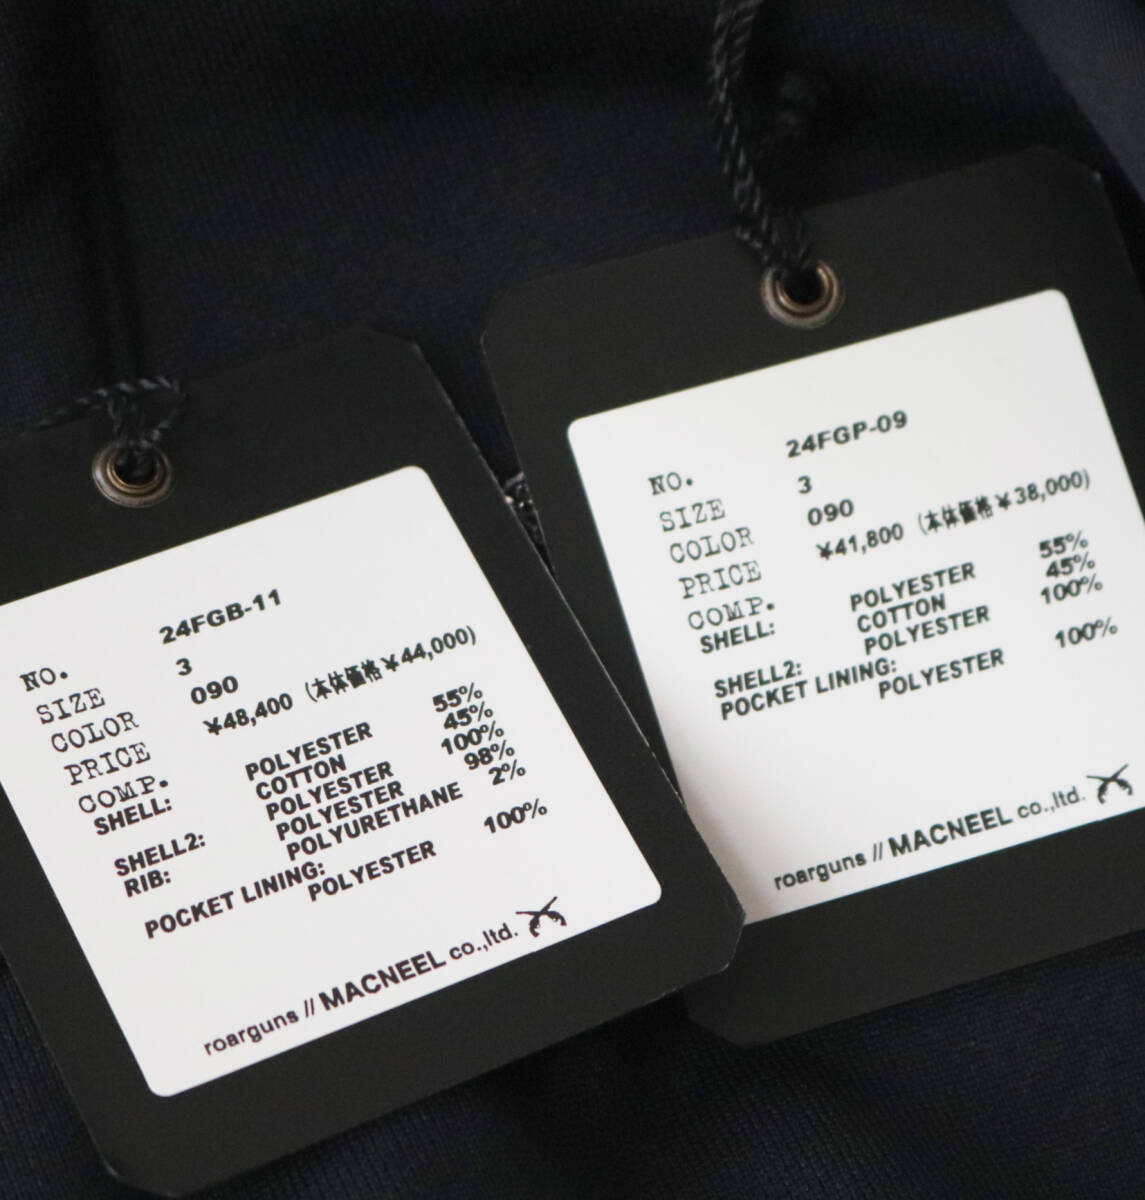 NO. 24FGB-11
SIZE 3
COLOR 090
PRICE ¥48,400 (本体価格¥44,000)
COMP.
SHELL: POLYESTER 55%
COTTON 45%
SHELL2: POLYESTER 100%
RIB: POLYESTER 98%
POLYURETHANE 2%
POCKET LINING:
POLYESTER 100%
roarguns // MACNEEL co.,ltd.
NO. 24FGP-09
SIZE 3
COLOR 090
PRICE ¥41,800 (本体価格¥38,000)
COMP.
SHELL: POLYESTER 55%
COTTON 45%
SHELL2: POLYESTER 100%
POCKET LINING:
POLYESTER 100%
roarguns // MACNEEL co.,ltd.